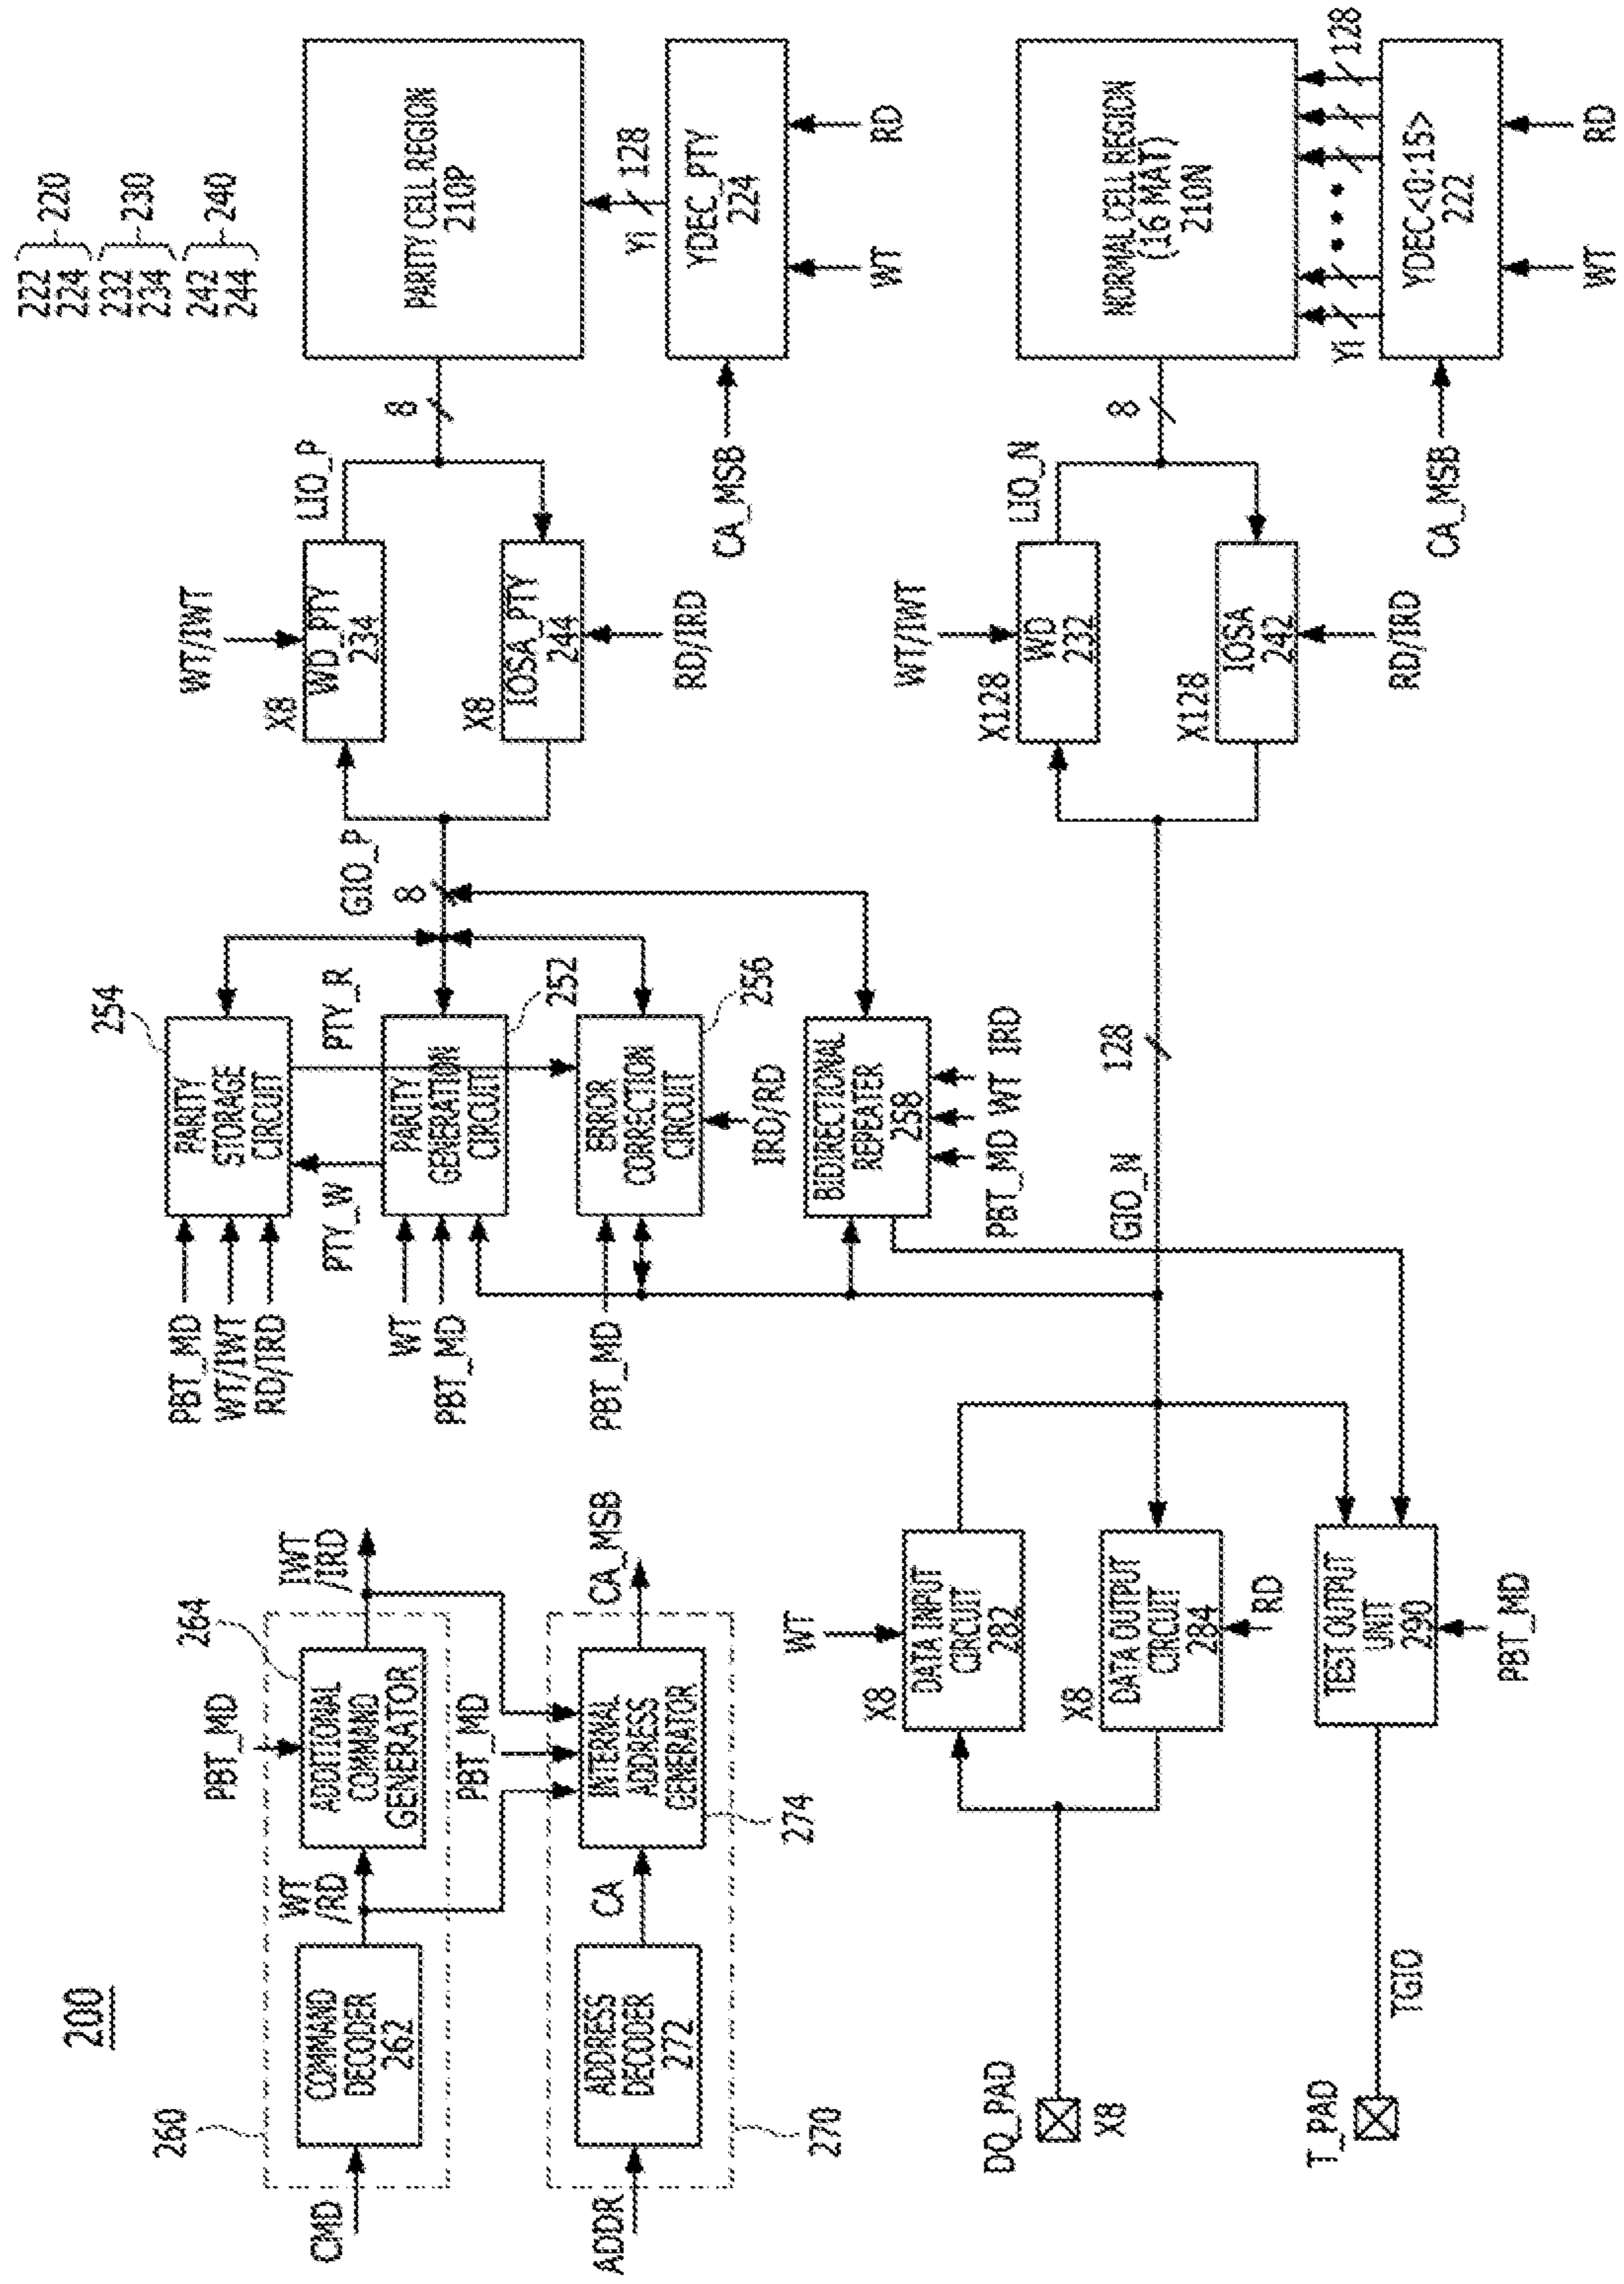 200
222
224
220
232
234
230
242
244
240
CMD
260
COMMAND
DECODER
262
WT
/RD
PBT_MD
264
ADDITIONAL
COMMAND
GENERATOR
IWT
/IRD
ADDR
270
ADDRESS
DECODER
272
CA
PBT_MD
INTERNAL
ADDRESS
GENERATOR
274
CA_MSB
PBT_MD
WT/IWT
RD/IRD
254
PARITY
STORAGE
CIRCUIT
PTY_W
PTY_R
WT
PBT_MD
PARITY
GENERATION
CIRCUIT
252
PBT_MD
ERROR
CORRECTION
CIRCUIT
256
IRD/RD
BIDIRECTIONAL
REPEATER
258
PBT_MD WT IRD
GIO_P
8
WT/IWT
X8
WD_PTY
234
X8
IOSA_PTY
244
RD/IRD
LIO_P
8
PARITY CELL REGION
210P
Yi
128
CA_MSB
YDEC_PTY
224
WT
RD
DQ_PAD
X8
WT
X8
DATA INPUT
CIRCUIT
282
X8
DATA OUTPUT
CIRCUIT
284
RD
T_PAD
TGIO
TEST OUTPUT
UNIT
290
PBT_MD
GIO_N
128
WT/IWT
X128
WD
232
X128
IOSA
242
RD/IRD
LIO_N
8
NORMAL CELL REGION
(16 MAT)
210N
Yi
128
CA_MSB
YDEC<0:15>
222
WT
RD